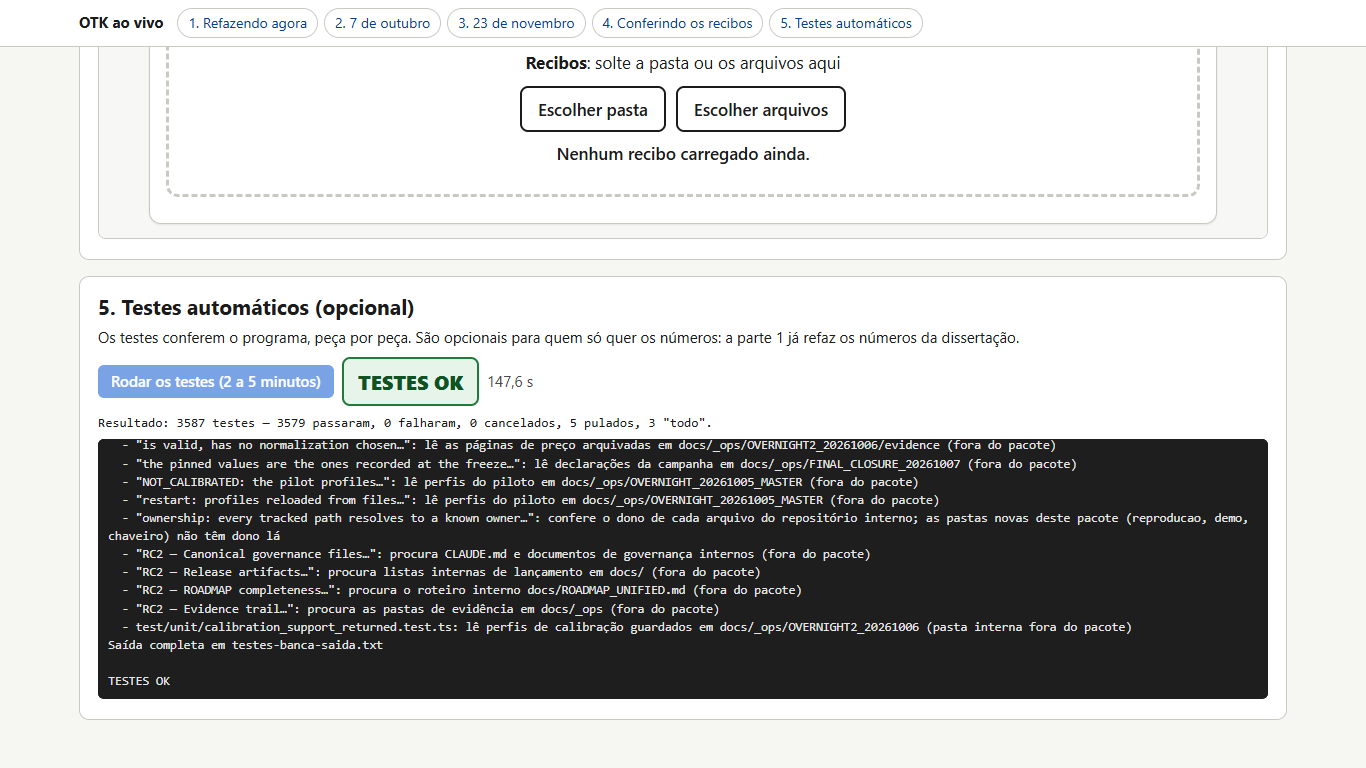 OTK ao vivo
1. Refazendo agora
2. 7 de outubro
3. 23 de novembro
4. Conferindo os recibos
5. Testes automáticos
Recibos: solte a pasta ou os arquivos aqui
Escolher pasta
Escolher arquivos
Nenhum recibo carregado ainda.
5. Testes automáticos (opcional)
Os testes conferem o programa, peça por peça. São opcionais para quem só quer os números: a parte 1 já refaz os números da dissertação.
Rodar os testes (2 a 5 minutos)
TESTES OK
147,6 s
Resultado: 3587 testes — 3579 passaram, 0 falharam, 0 cancelados, 5 pulados, 3 "todo".
- "is valid, has no normalization chosen…": lê as páginas de preço arquivadas em docs/_ops/OVERNIGHT2_20261006/evidence (fora do pacote)
- "the pinned values are the ones recorded at the freeze…": lê declarações da campanha em docs/_ops/FINAL_CLOSURE_20261007 (fora do pacote)
- "NOT_CALIBRATED: the pilot profiles…": lê perfis do piloto em docs/_ops/OVERNIGHT_20261005_MASTER (fora do pacote)
- "restart: profiles reloaded from files…": lê perfis do piloto em docs/_ops/OVERNIGHT_20261005_MASTER (fora do pacote)
- "ownership: every tracked path resolves to a known owner…": confere o dono de cada arquivo do repositório interno; as pastas novas deste pacote (reproducao, demo,
chaveiro) não têm dono lá
- "RC2 — Canonical governance files…": procura CLAUDE.md e documentos de governança internos (fora do pacote)
- "RC2 — Release artifacts…": procura listas internas de lançamento em docs/ (fora do pacote)
- "RC2 — ROADMAP completeness…": procura o roteiro interno docs/ROADMAP_UNIFIED.md (fora do pacote)
- "RC2 — Evidence trail…": procura as pastas de evidência em docs/_ops (fora do pacote)
- test/unit/calibration_support_returned.test.ts: lê perfis de calibração guardados em docs/_ops/OVERNIGHT2_20261006 (pasta interna fora do pacote)
Saída completa em testes-banca-saida.txt
TESTES OK